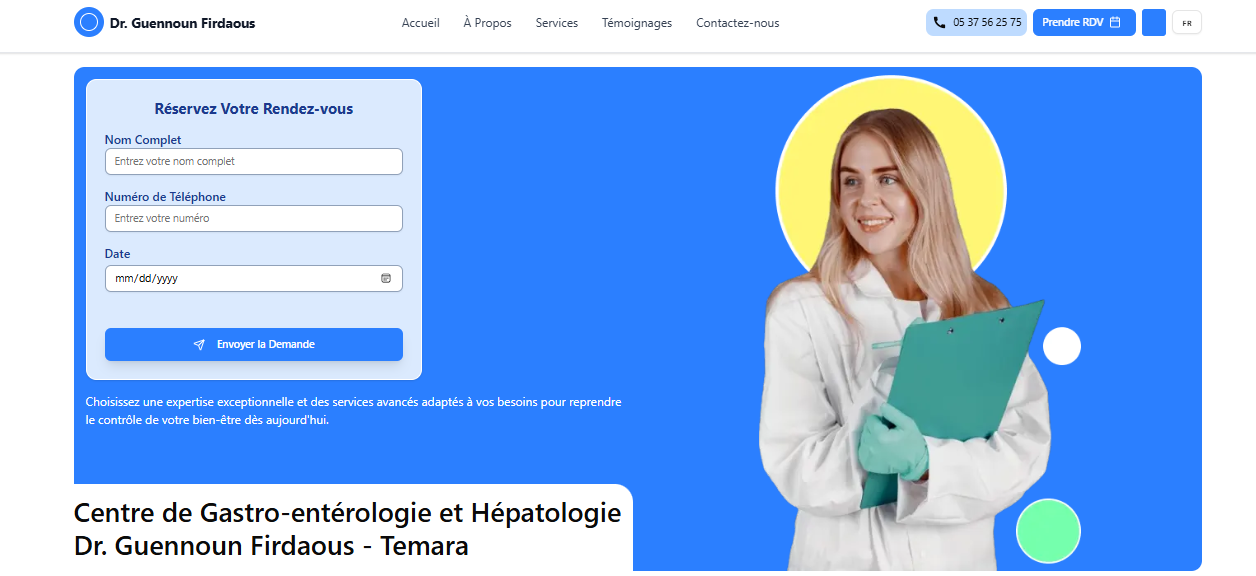 Dr. Guennoun Firdaous
Accueil
À Propos
Services
Témoignages
Contactez-nous
05 37 56 25 75
Prendre RDV
FR
Réservez Votre Rendez-vous
Nom Complet
Entrez votre nom complet
Numéro de Téléphone
Entrez votre numéro
Date
mm/dd/yyyy
Envoyer la Demande
Choisissez une expertise exceptionnelle et des services avancés adaptés à vos besoins pour reprendre
le contrôle de votre bien-être dès aujourd'hui.
Centre de Gastro-entérologie et Hépatologie
Dr. Guennoun Firdaous - Temara